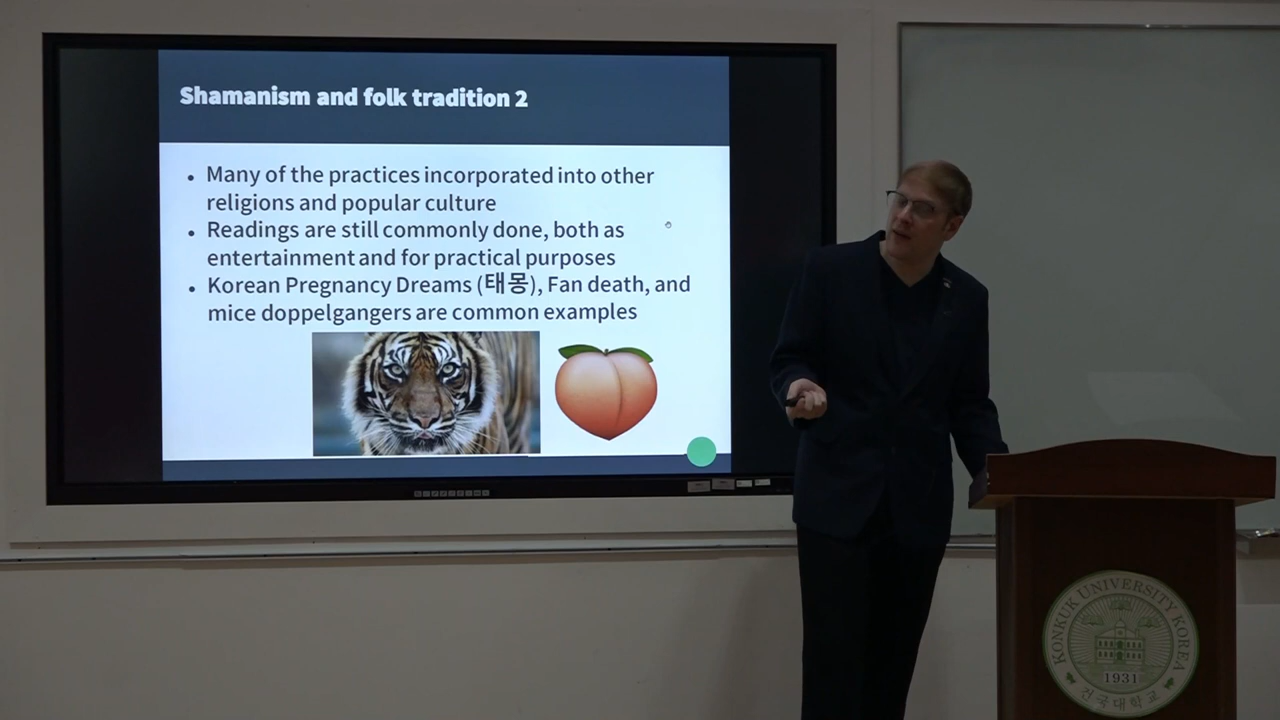 Shamanism and folk tradition 2
• Many of the practices incorporated into other
religions and popular culture
• Readings are still commonly done, both as
entertainment and for practical purposes
• Korean Pregnancy Dreams (태몽), Fan death, and
mice doppelgangers are common examples
KONKUK UNIVERSITY KOREA
1931
건국대학교